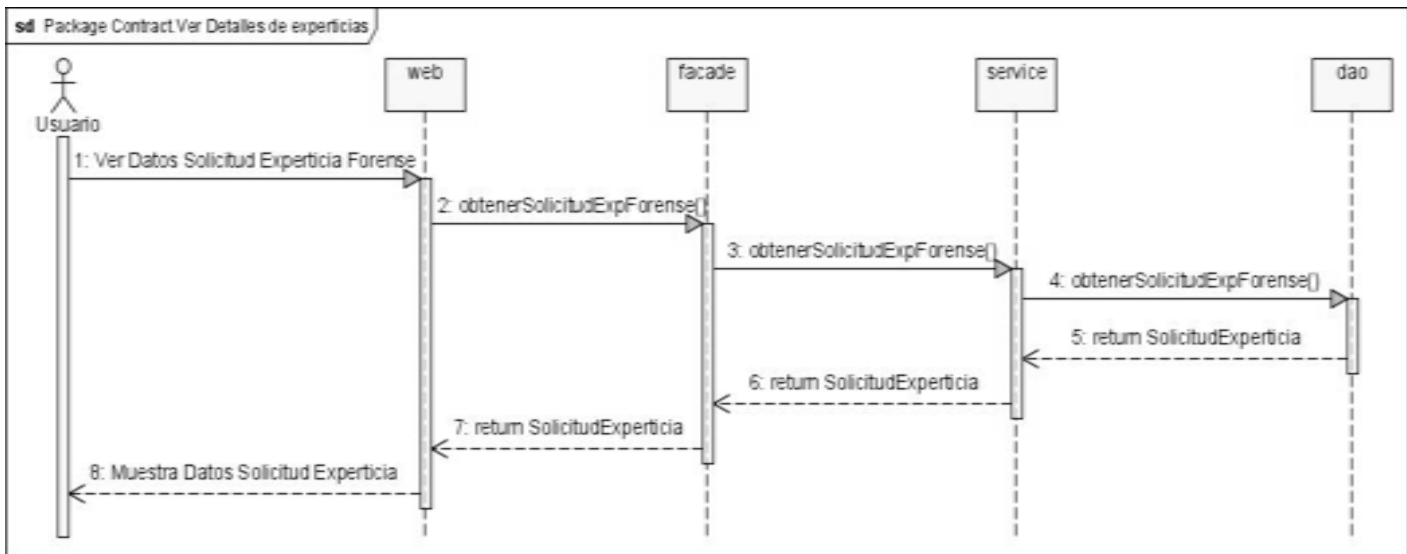 sd Package Contract.Ver Detalles de experticias
web
facade
service
dao
Usuario
1: Ver Datos Solicitud Experticia Forense
2: obtenerSolicitudExpForense()
3: obtenerSolicitudExpForense()
4: obtenerSolicitudExpForense()
5: return SolicitudExperticia
6: return SolicitudExperticia
7: return SolicitudExperticia
8: Muestra Datos Solicitud Experticia